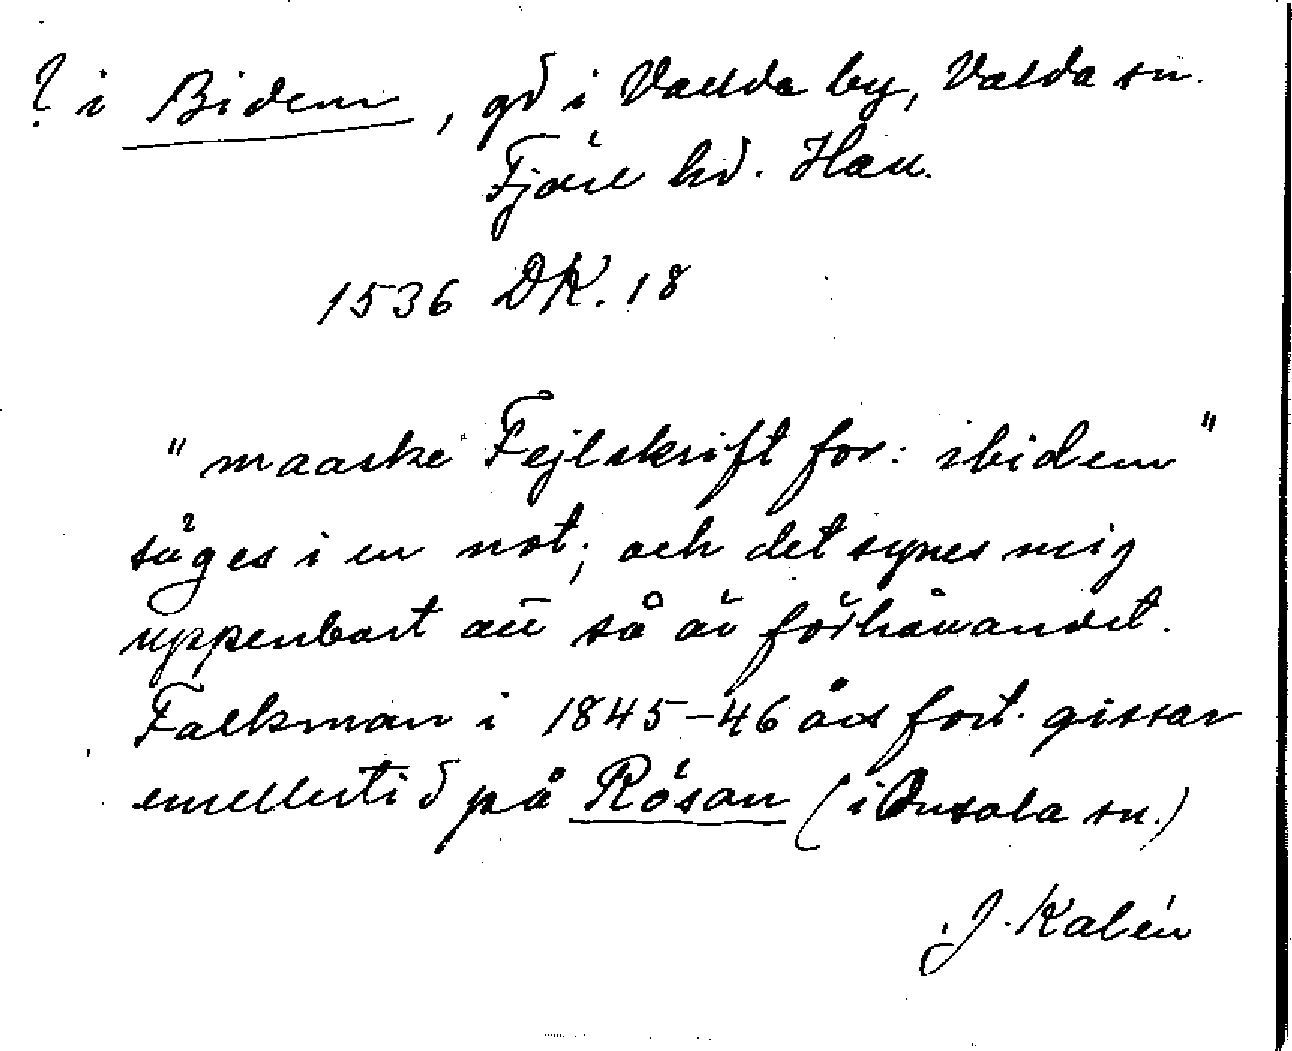 ? i Bidem, gd i Vallda by, Valda sn.
Fjäre hd. Hall.
1536 DK. 18
"maaske Fejlskrift for: ibidem"
säges i en not; och det synes mig
uppenbart att så är förhållandet.
Falkman i 1845-46 års fort. gissar
emellertid på Rösan (i Onsala sn.)
J. Kalén